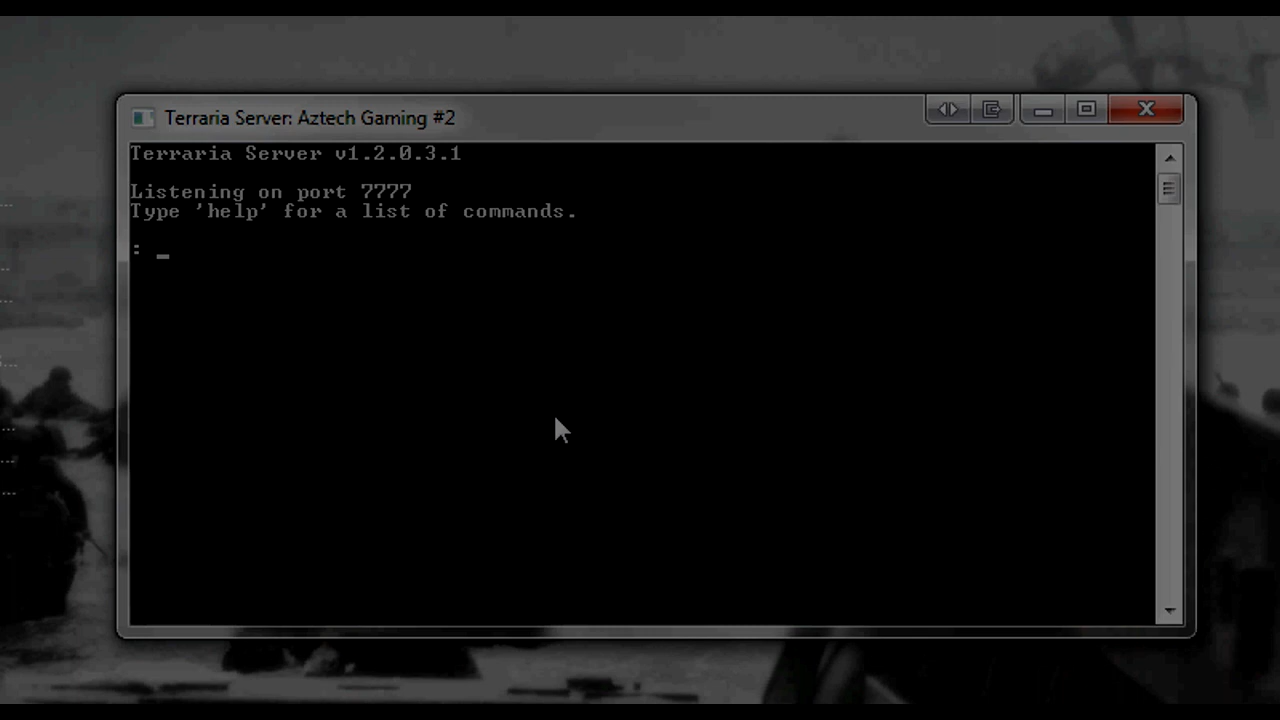 Terraria Server: Aztech Gaming #2
Terraria Server v1.2.0.3.1
Listening on port 7777
Type 'help' for a list of commands.
: